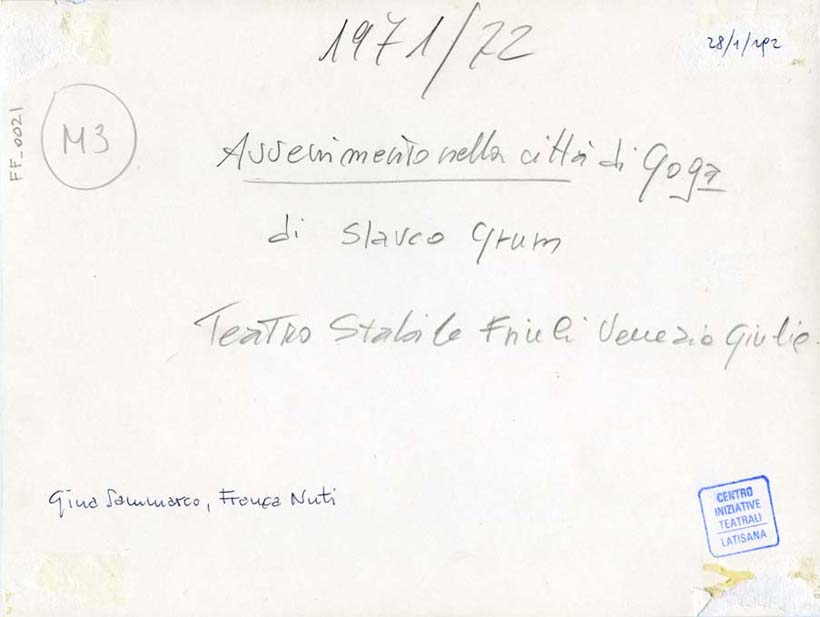 1971/72
28/1/192
FF_0021
M3
Avvenimento nella città di Goga
di Slavco Grum
Teatro Stabile Friuli Venezia Giulia.
Gina Sammarco, Franca Nuti
CENTRO
INIZIATIVE
TEATRALI
LATISANA